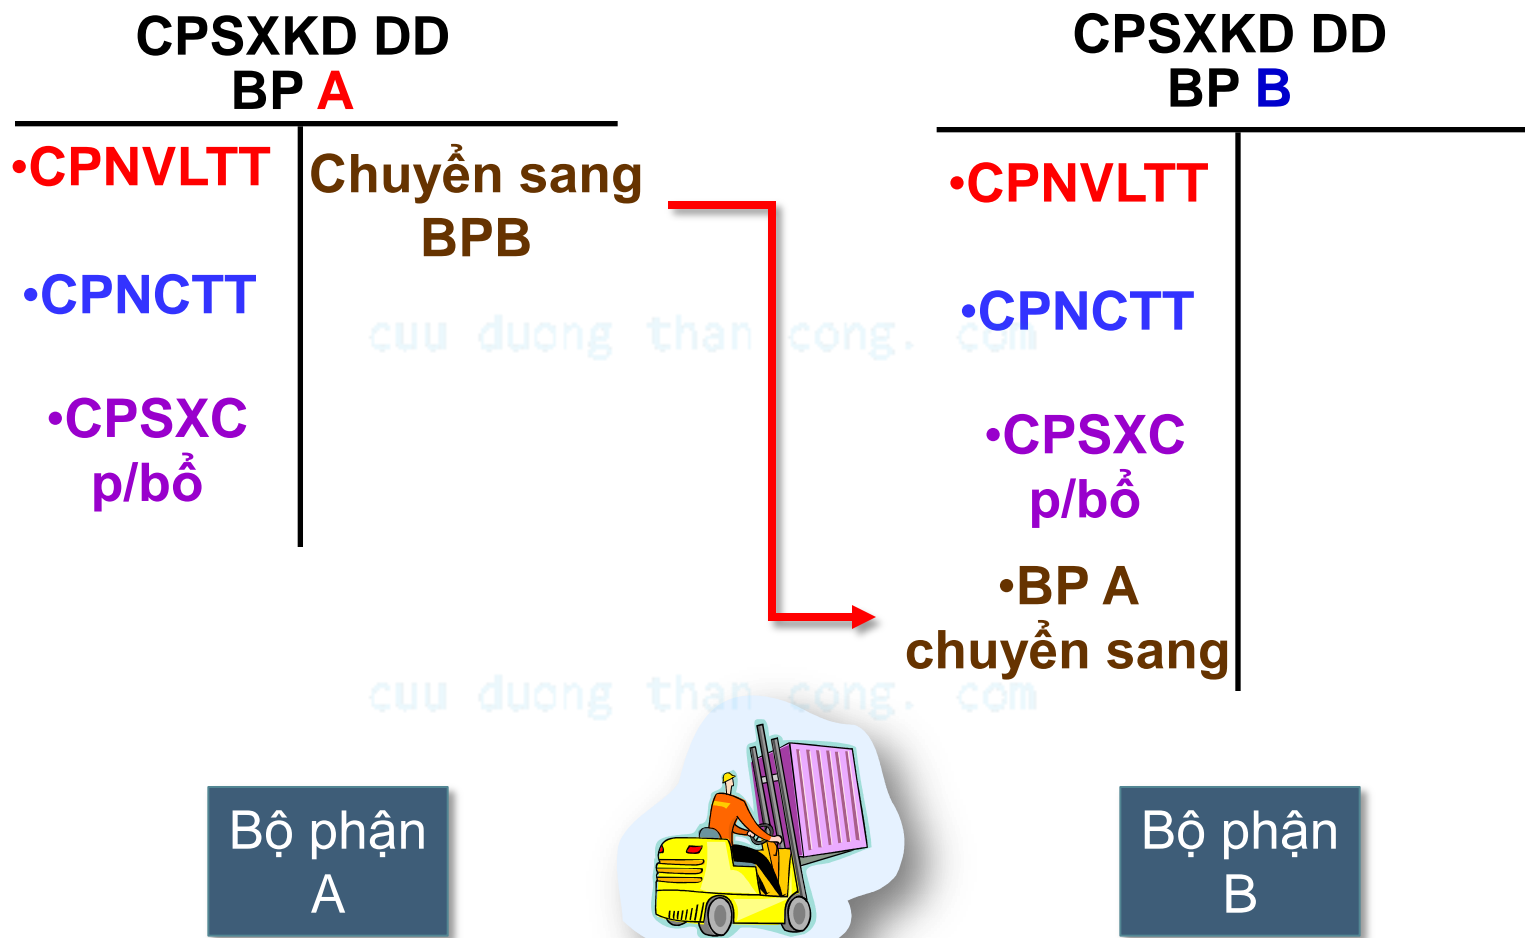 CPSXKD DD
BP A
•CPNVLTT
•CPNCTT
•CPSXC
p/bổ
Chuyển sang
BPB
CPSXKD DD
BP B
•CPNVLTT
•CPNCTT
•CPSXC
p/bổ
•BP A
chuyển sang
cuu duong than cong. com
cuu duong than cong. com
Bộ phận
A
Bộ phận
B